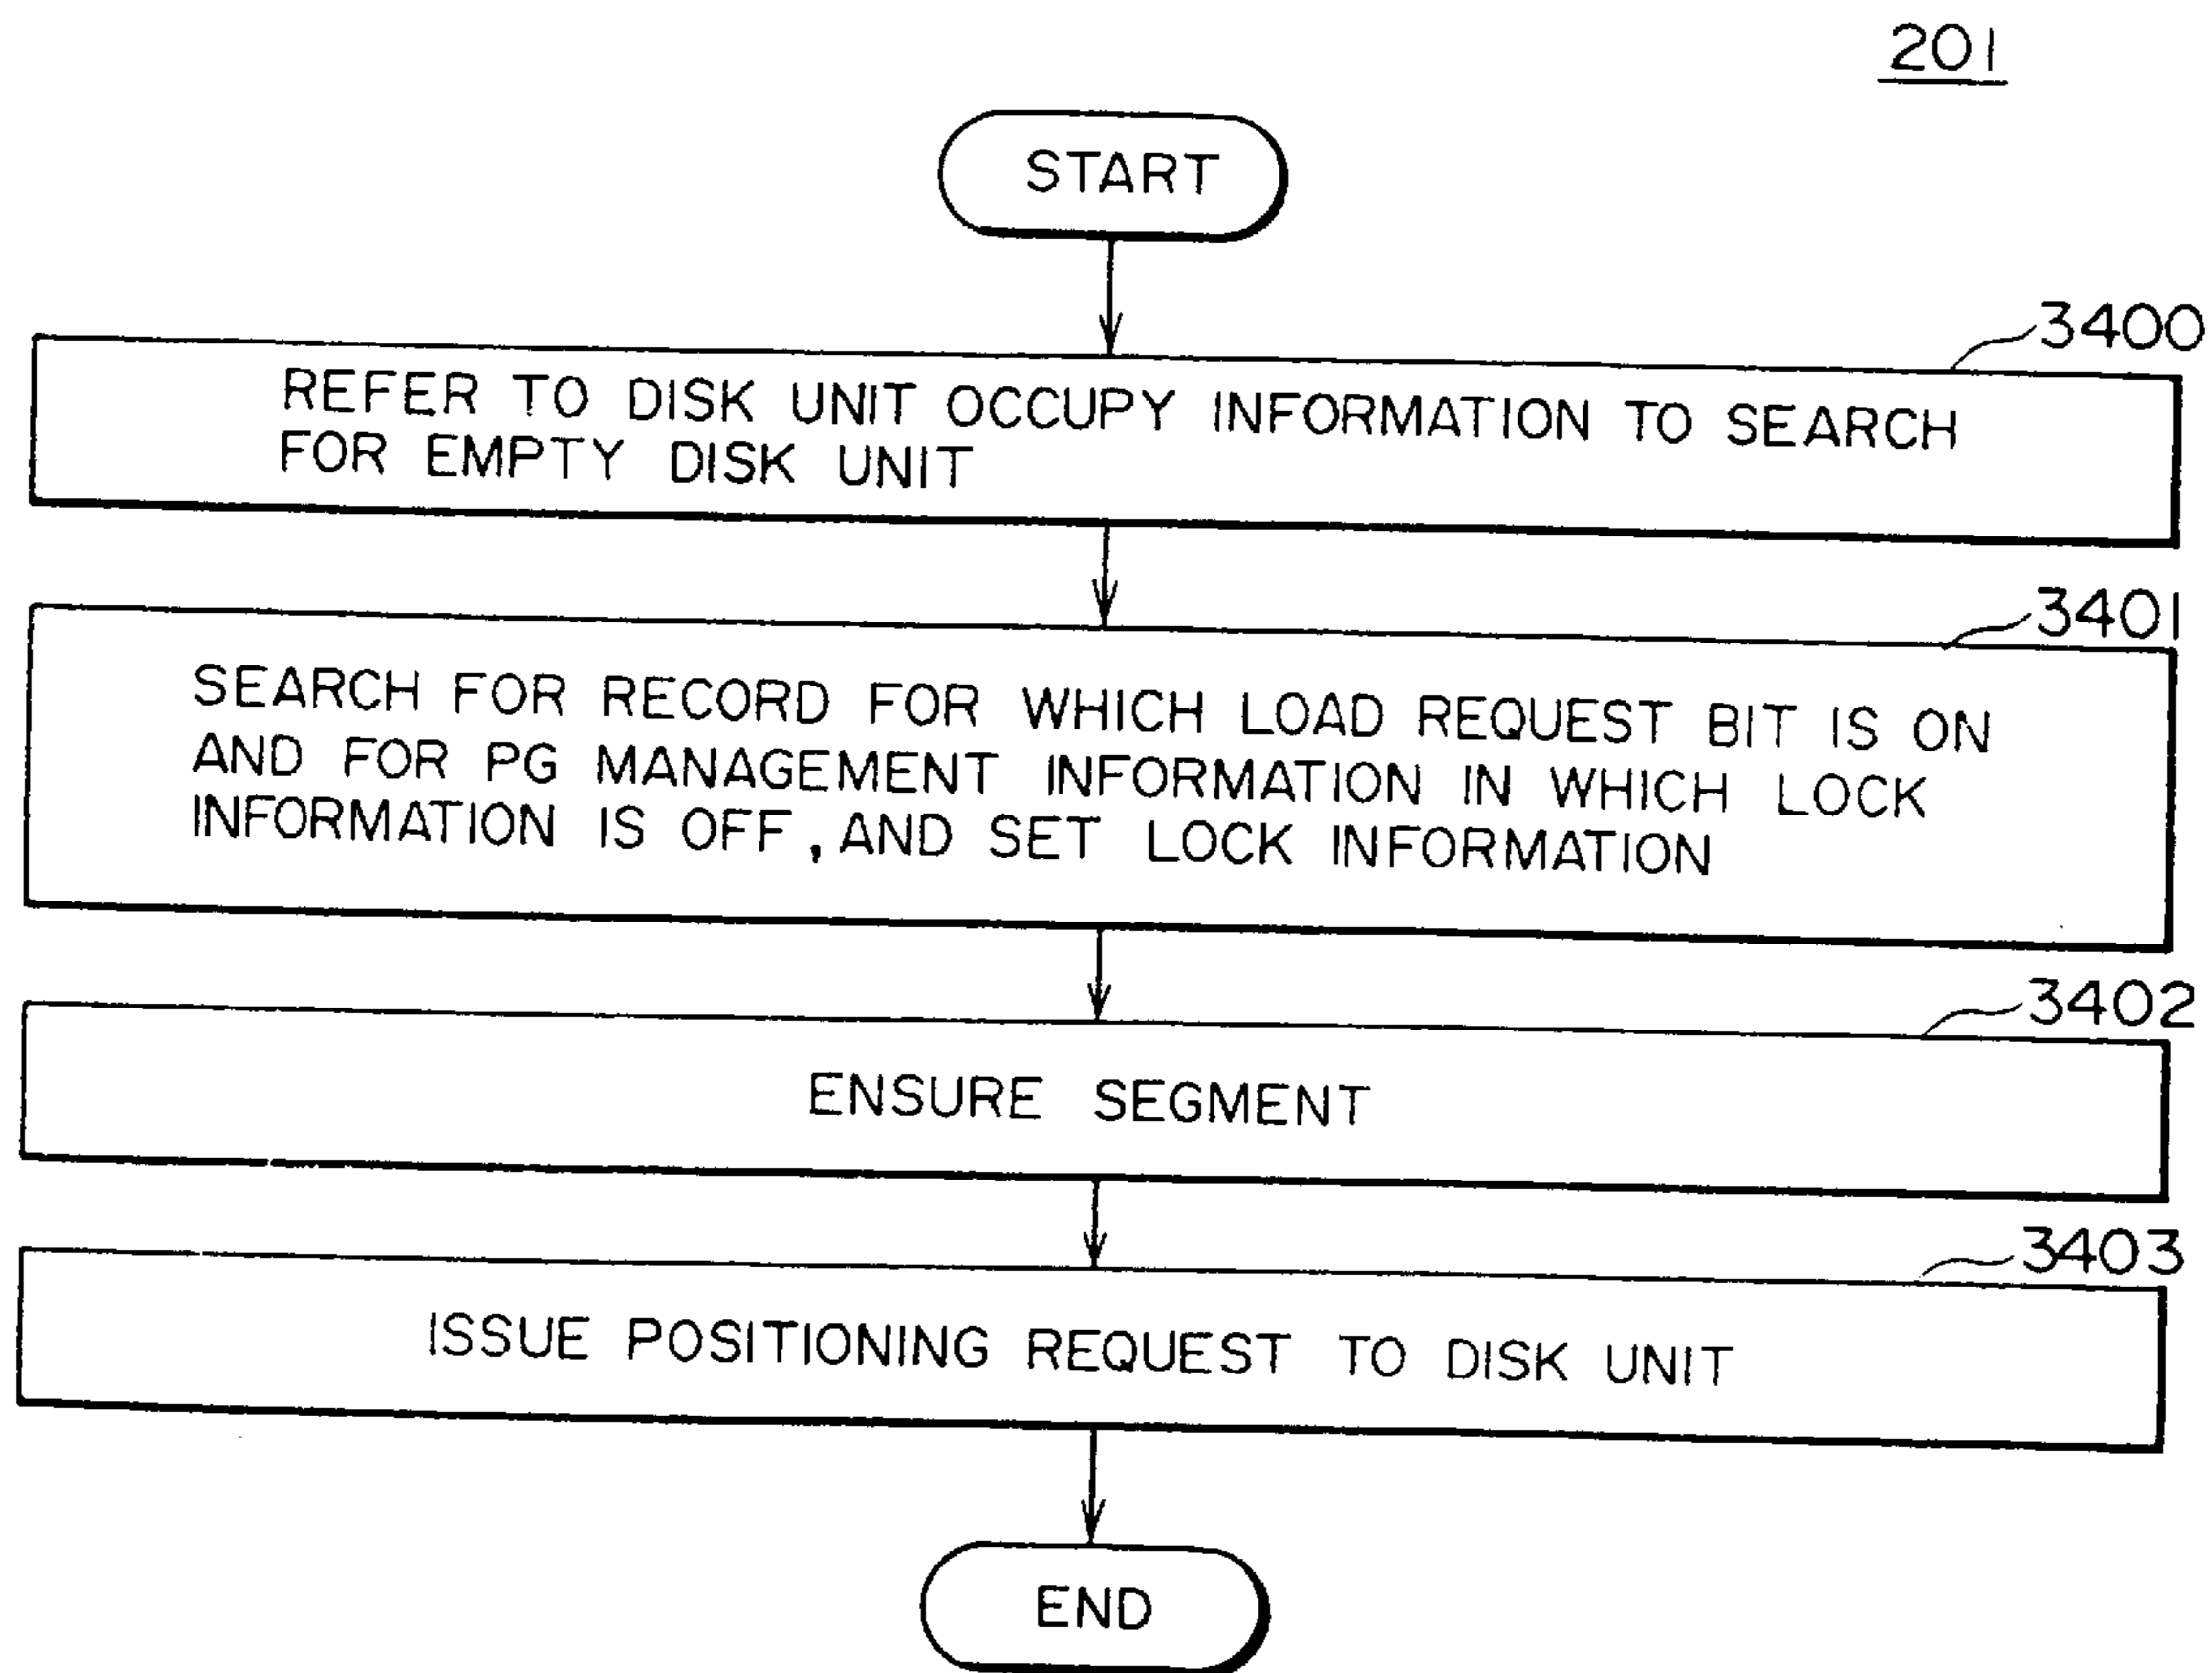 201
START
3400
REFER TO DISK UNIT OCCUPY INFORMATION TO SEARCH
FOR EMPTY DISK UNIT
3401
SEARCH FOR RECORD FOR WHICH LOAD REQUEST BIT IS ON
AND FOR PG MANAGEMENT INFORMATION IN WHICH LOCK
INFORMATION IS OFF, AND SET LOCK INFORMATION
3402
ENSURE SEGMENT
3403
ISSUE POSITIONING REQUEST TO DISK UNIT
END